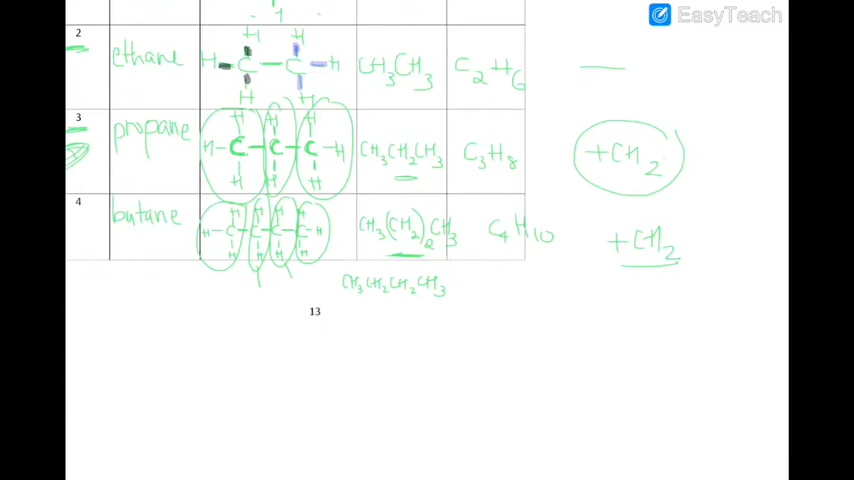 EasyTeach
2
ethane
H H
H C C H
H H
CH3CH3
C2H6
3
propane
H H H
H-C-C-C-H
H H H
CH3CH2CH3
C3H8
+CH2
4
butane
H H H H
H-C-C-C-C-H
H H H H
CH3(CH2)2CH3
C4H10
+CH2
CH3CH2CH2CH3
13